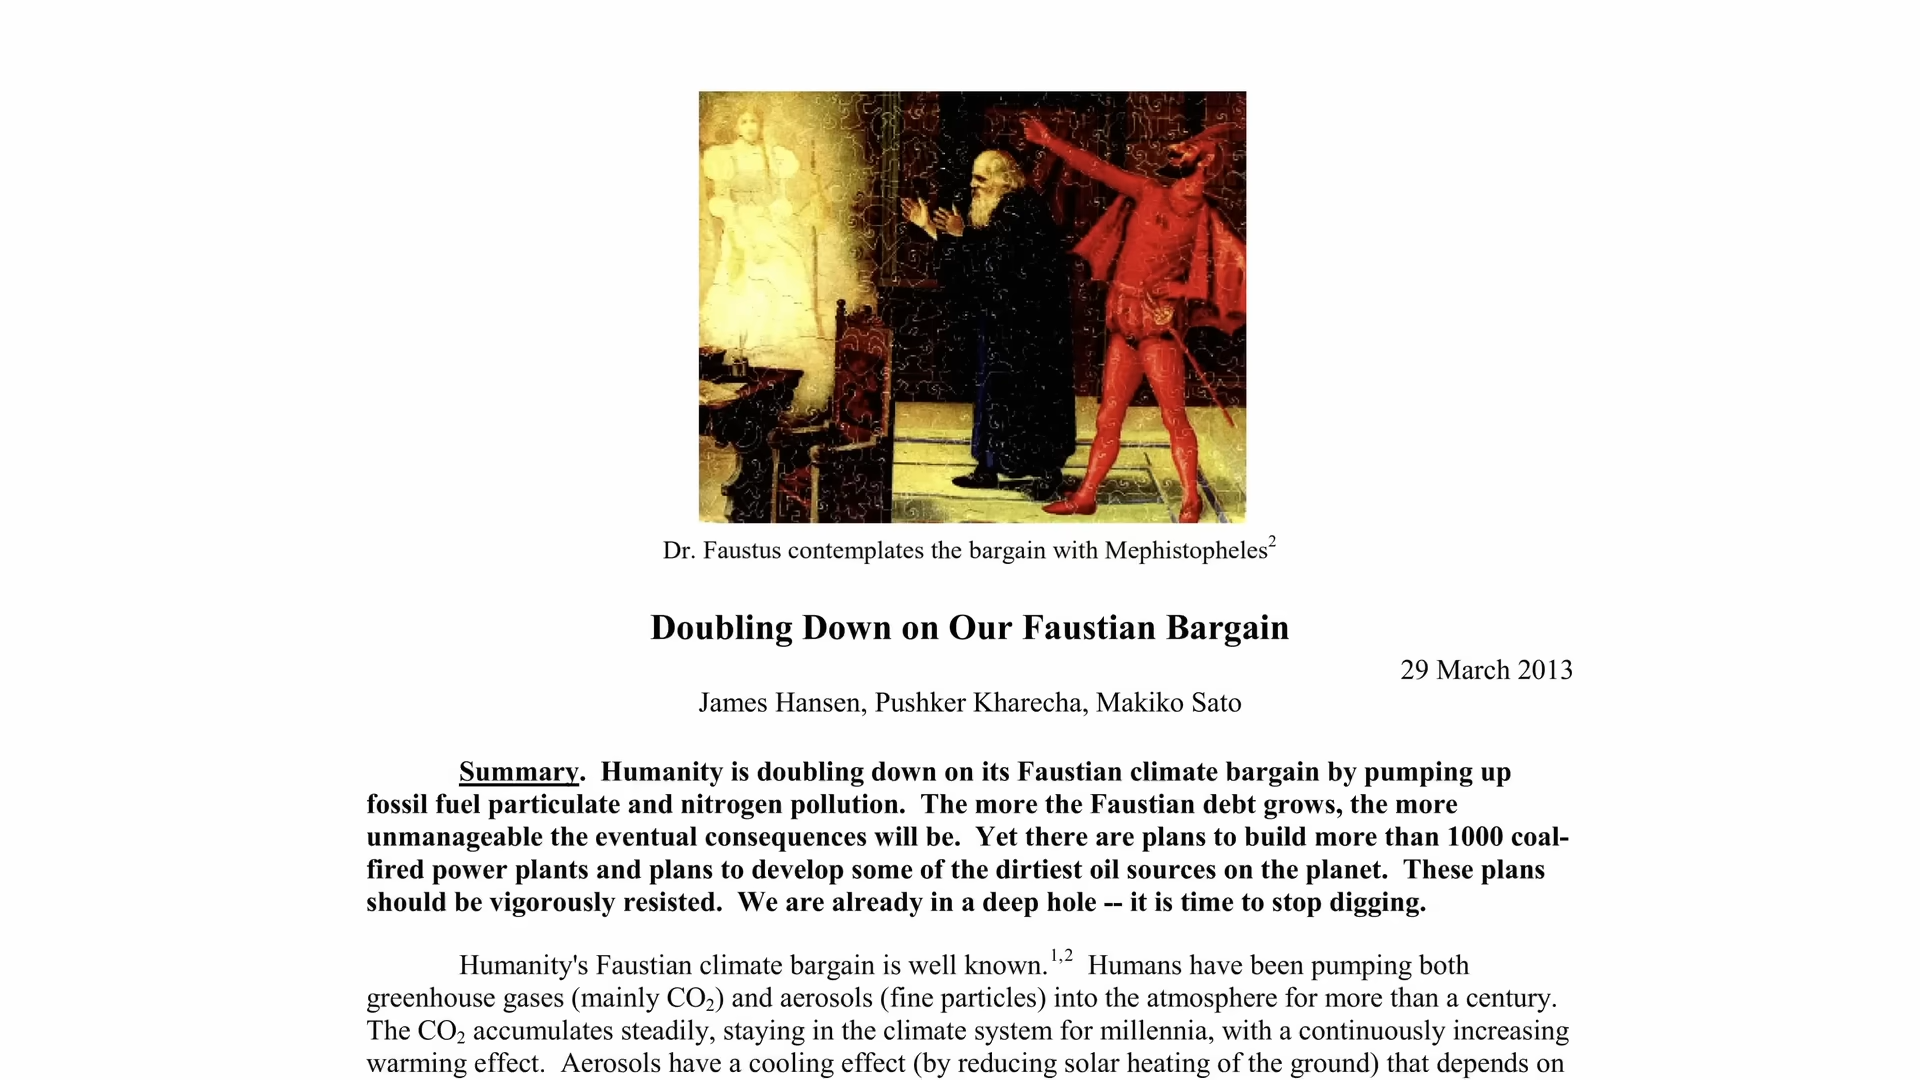 Dr. Faustus contemplates the bargain with Mephistopheles2
Doubling Down on Our Faustian Bargain
29 March 2013
James Hansen, Pushker Kharecha, Makiko Sato
Summary.  Humanity is doubling down on its Faustian climate bargain by pumping up
fossil fuel particulate and nitrogen pollution.  The more the Faustian debt grows, the more
unmanageable the eventual consequences will be.  Yet there are plans to build more than 1000 coal-
fired power plants and plans to develop some of the dirtiest oil sources on the planet.  These plans
should be vigorously resisted.  We are already in a deep hole -- it is time to stop digging.
Humanity's Faustian climate bargain is well known.1,2  Humans have been pumping both
greenhouse gases (mainly CO2) and aerosols (fine particles) into the atmosphere for more than a century.
The CO2 accumulates steadily, staying in the climate system for millennia, with a continuously increasing
warming effect.  Aerosols have a cooling effect (by reducing solar heating of the ground) that depends on